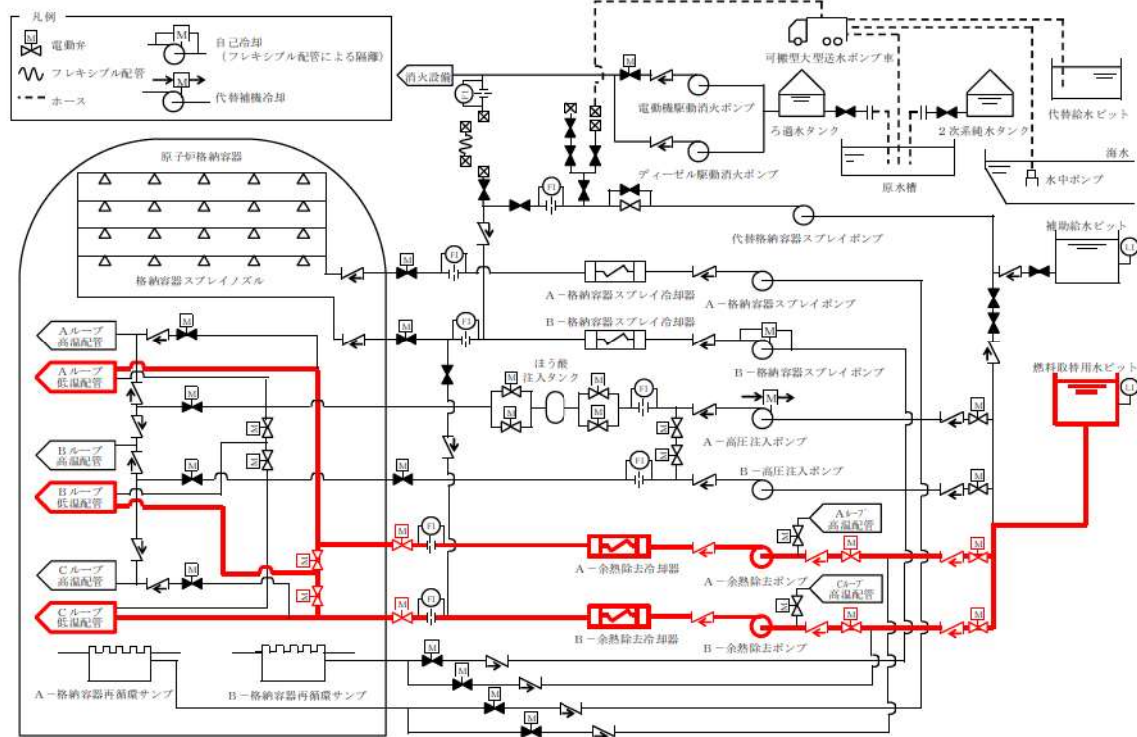 凡例
M
電動弁
フレキシブル配管
ホース
M
自己冷却
(フレキシブル配管による隔離)
M
代替補機冷却
可搬型大型送水ポンプ車
消火設備
FI
M
電動機駆動消火ポンプ
ディーゼル駆動消火ポンプ
ろ過水タンク
2次系純水タンク
原水槽
代替給水ピット
海水
水中ポンプ
補助給水ピット
LI
原子炉格納容器
格納容器スプレイノズル
FI
代替格納容器スプレイポンプ
M
FI
A-格納容器スプレイ冷却器
A-格納容器スプレイポンプ
B-格納容器スプレイ冷却器
M
FI
M
B-格納容器スプレイポンプ
燃料取替用水ピット
LI
Aループ
高温配管
M
Aループ
低温配管
M
ほう酸
注入タンク
M
M
M
M
FI
M
A-高圧注入ポンプ
M
M
M
Bループ
高温配管
M
M
M
M
FI
B-高圧注入ポンプ
M
Bループ
低温配管
Aループ
高温配管
M
FI
A-余熱除去冷却器
A-余熱除去ポンプ
M
M
M
Cループ
高温配管
M
M
M
Cループ
高温配管
Cループ
低温配管
M
FI
B-余熱除去冷却器
B-余熱除去ポンプ
M
M
M
A-格納容器再循環サンプ
B-格納容器再循環サンプ
M
M
M
M